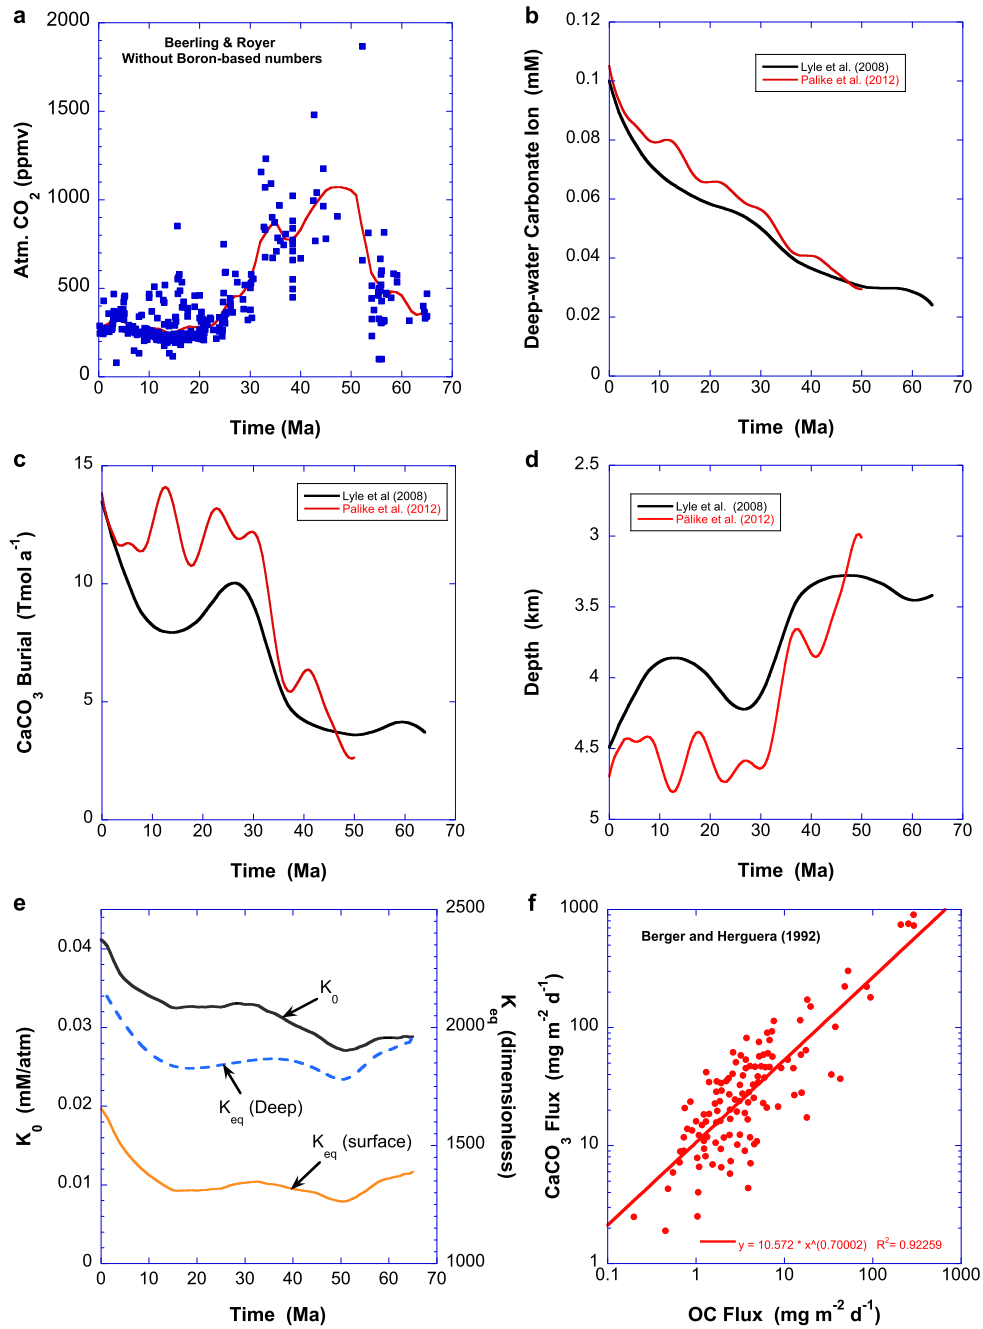 a
Beerling & Royer
Without Boron-based numbers
Atm. CO2 (ppmv)
2000
1500
1000
500
0
0 10 20 30 40 50 60 70
Time (Ma)
b
Lyle et al. (2008)
Palike et al. (2012)
Deep-water Carbonate Ion (mM)
0.12
0.1
0.08
0.06
0.04
0.02
0
0 10 20 30 40 50 60 70
Time (Ma)
c
Lyle et al (2008)
Palike et al. (2012)
CaCO3 Burial (Tmol a-1)
15
10
5
0
0 10 20 30 40 50 60 70
Time (Ma)
d
Lyle et al. (2008)
Pälike et al. (2012)
Depth (km)
2.5
3
3.5
4
4.5
5
0 10 20 30 40 50 60 70
Time (Ma)
e
K0 (mM/atm)
0.04
0.03
0.02
0.01
0
K0
Keq (Deep)
Keq (surface)
2500
2000
1500
1000
Keq (dimensionless)
0 10 20 30 40 50 60 70
Time (Ma)
f
Berger and Herguera (1992)
CaCO3 Flux (mg m-2 d-1)
1000
100
10
1
y = 10.572 * x^(0.70002) R2= 0.92259
0.1 1 10 100 1000
OC Flux (mg m-2 d-1)